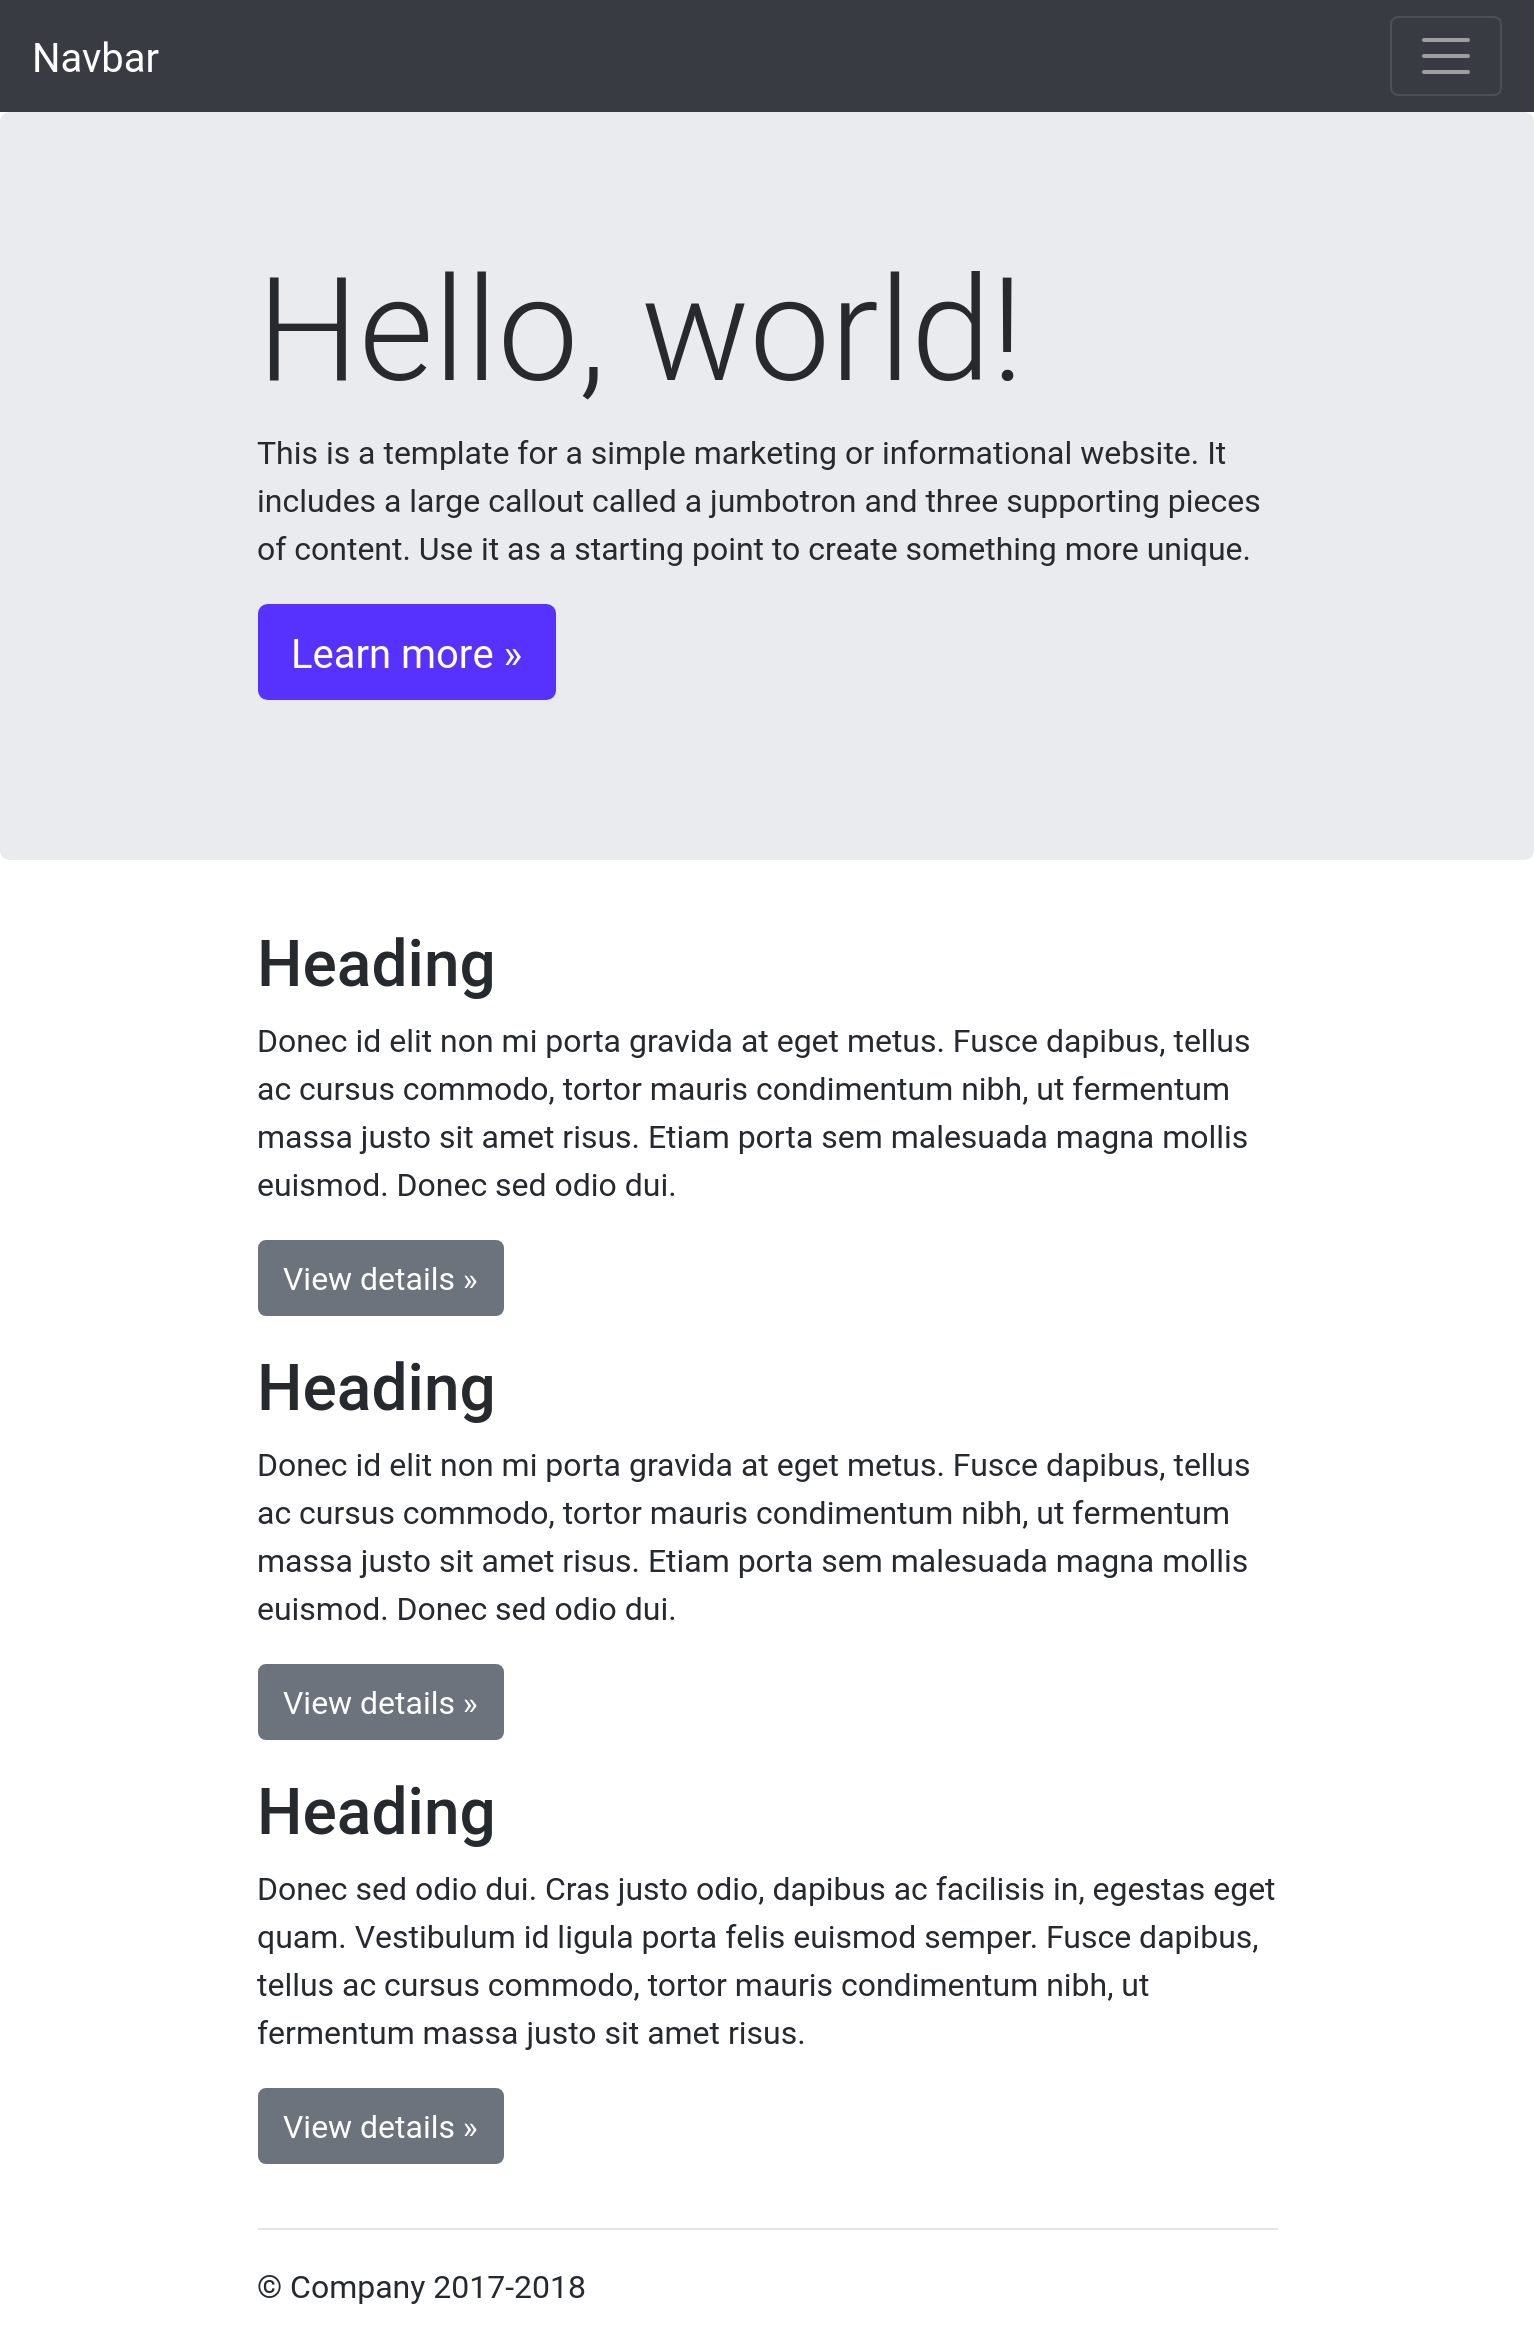 Navbar
Hello, world!
This is a template for a simple marketing or informational website. It
includes a large callout called a jumbotron and three supporting pieces
of content. Use it as a starting point to create something more unique.
Learn more »
Heading
Donec id elit non mi porta gravida at eget metus. Fusce dapibus, tellus
ac cursus commodo, tortor mauris condimentum nibh, ut fermentum
massa justo sit amet risus. Etiam porta sem malesuada magna mollis
euismod. Donec sed odio dui.
View details »
Heading
Donec id elit non mi porta gravida at eget metus. Fusce dapibus, tellus
ac cursus commodo, tortor mauris condimentum nibh, ut fermentum
massa justo sit amet risus. Etiam porta sem malesuada magna mollis
euismod. Donec sed odio dui.
View details »
Heading
Donec sed odio dui. Cras justo odio, dapibus ac facilisis in, egestas eget
quam. Vestibulum id ligula porta felis euismod semper. Fusce dapibus,
tellus ac cursus commodo, tortor mauris condimentum nibh, ut
fermentum massa justo sit amet risus.
View details »
© Company 2017-2018